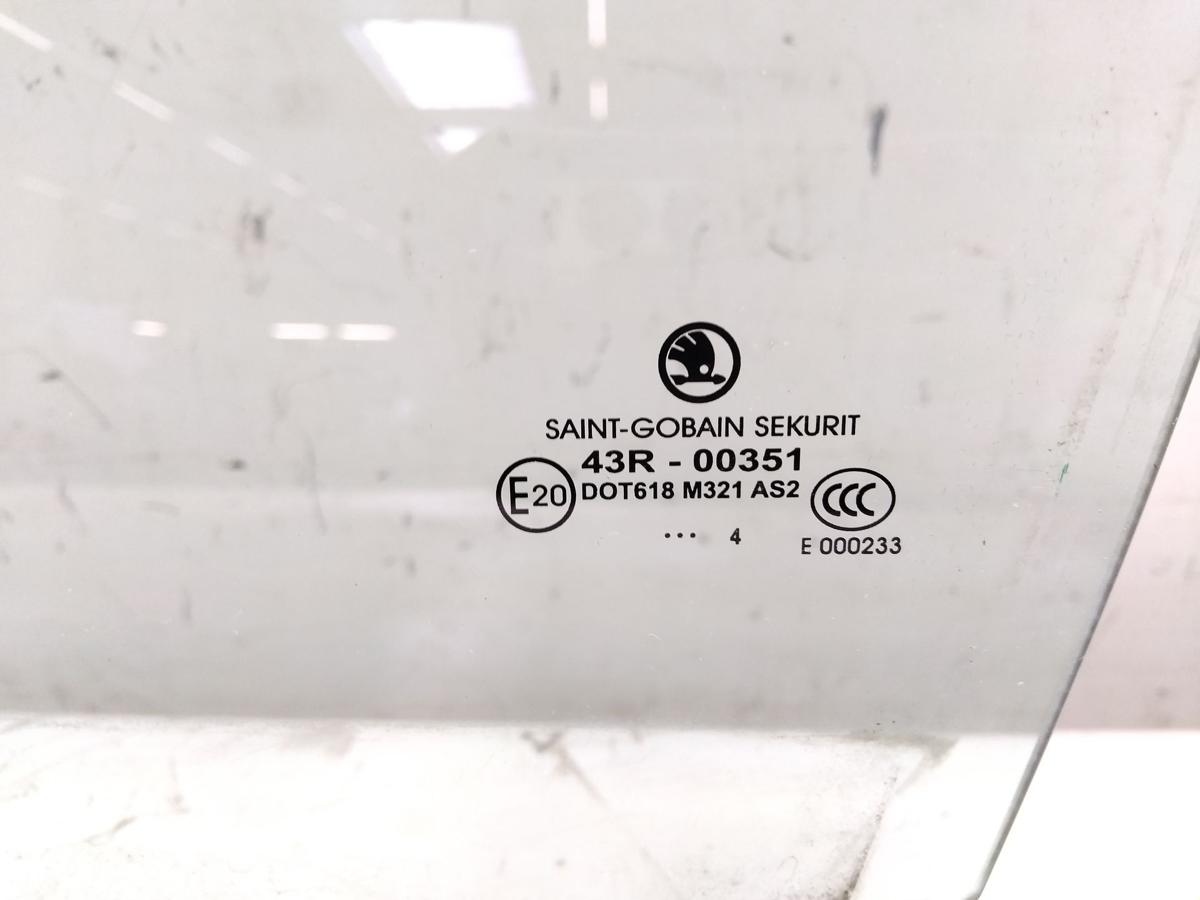 SAINT-GOBAIN SEKURIT
43R - 00351
E20
DOT618 M321 AS2
CCC
... 4
E 000233